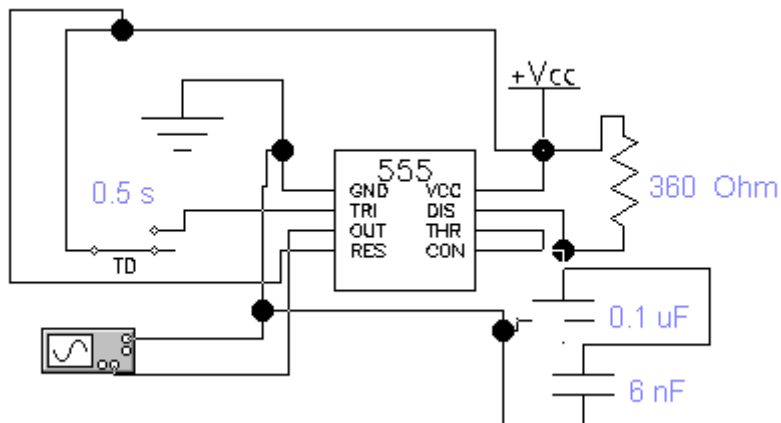 +Vcc
555
360 Ohm
0.5 s
GND
VCC
TRI
DIS
OUT
THR
RES
CON
TD
0.1 uF
6 nF